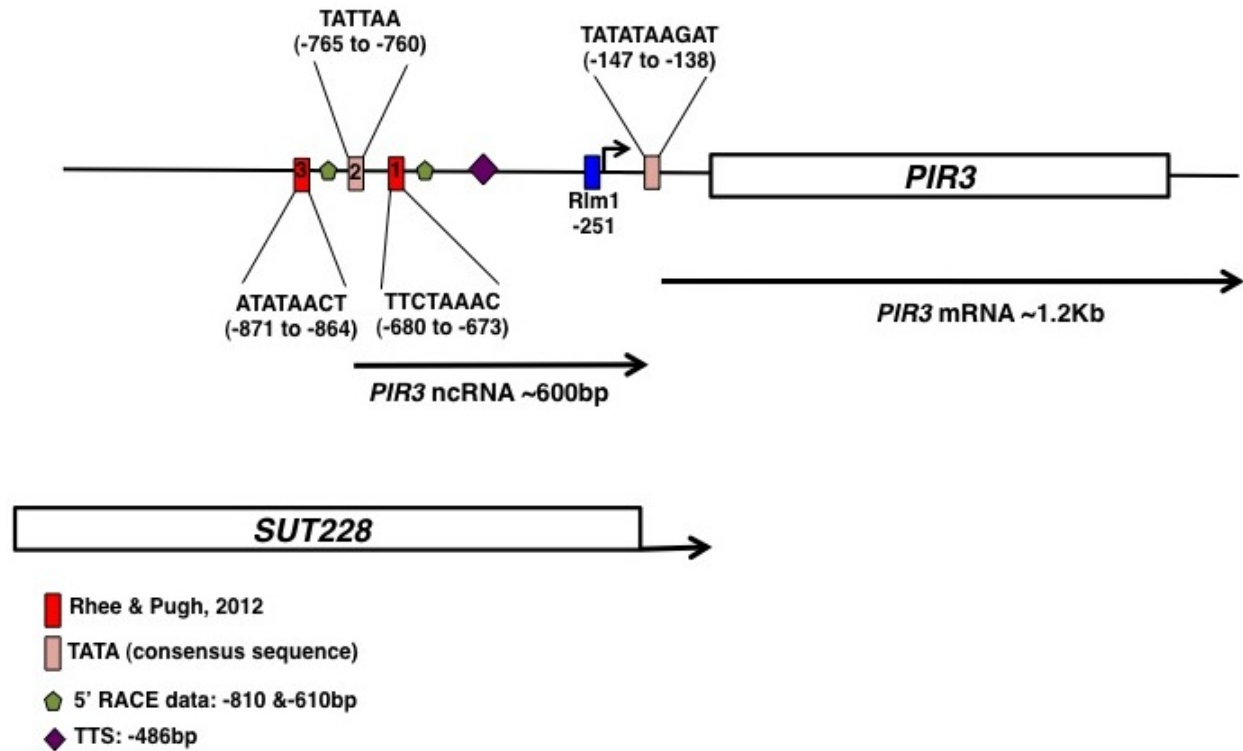 TATTAA
(-765 to -760)
TATATAAGAT
(-147 to -138)
3
2
1
PIR3
Rlm1
-251
ATATAACT
(-871 to -864)
TTCTAAAC
(-680 to -673)
PIR3 mRNA ~1.2Kb
PIR3 ncRNA ~600bp
SUT228
Rhee & Pugh, 2012
TATA (consensus sequence)
5' RACE data: -810 &-610bp
TTS: -486bp